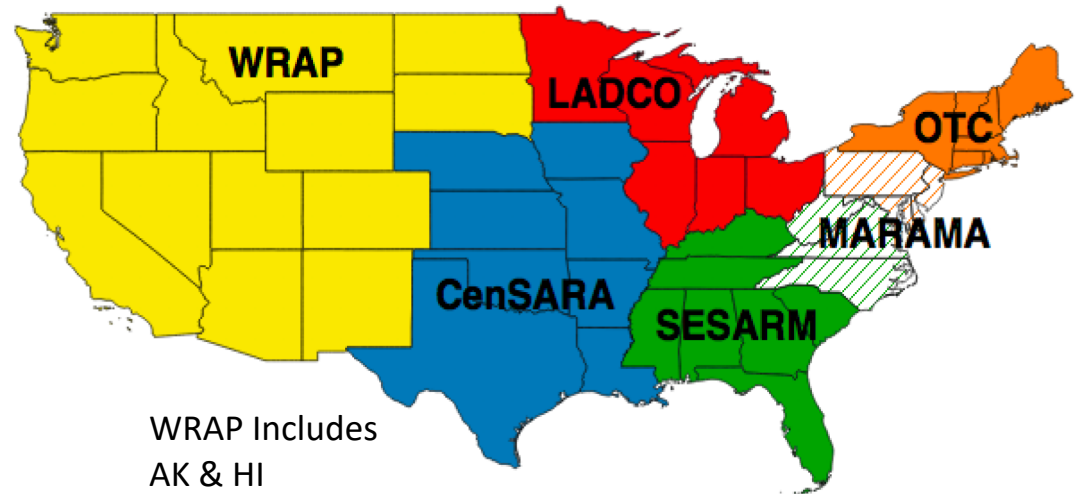 WRAP
LADCO
OTC
MARAMA
CenSARA
SESARM
WRAP Includes
AK & HI